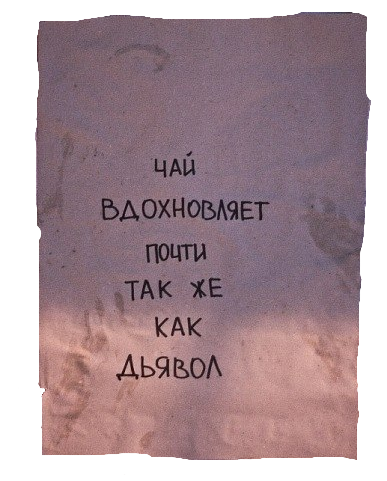 ЧАЙ
ВДОХНОВЛЯЕТ
ПОЧТИ
ТАК ЖЕ
КАК
ДЬЯВОЛ